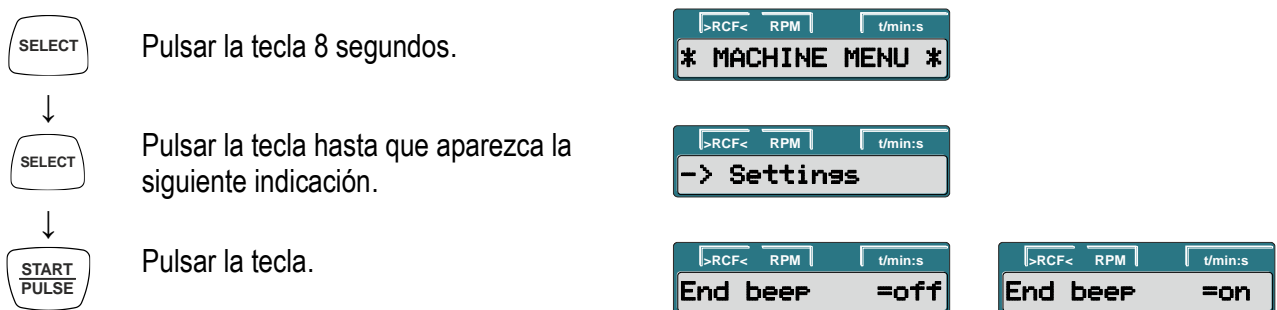 SELECT
Pulsar la tecla 8 segundos.
>RCF< RPM t/min:s
* MACHINE MENU *
↓
SELECT
Pulsar la tecla hasta que aparezca la
siguiente indicación.
>RCF< RPM t/min:s
-> Settings
↓
START
PULSE
Pulsar la tecla.
>RCF< RPM t/min:s
End beep =off
>RCF< RPM t/min:s
End beep =on